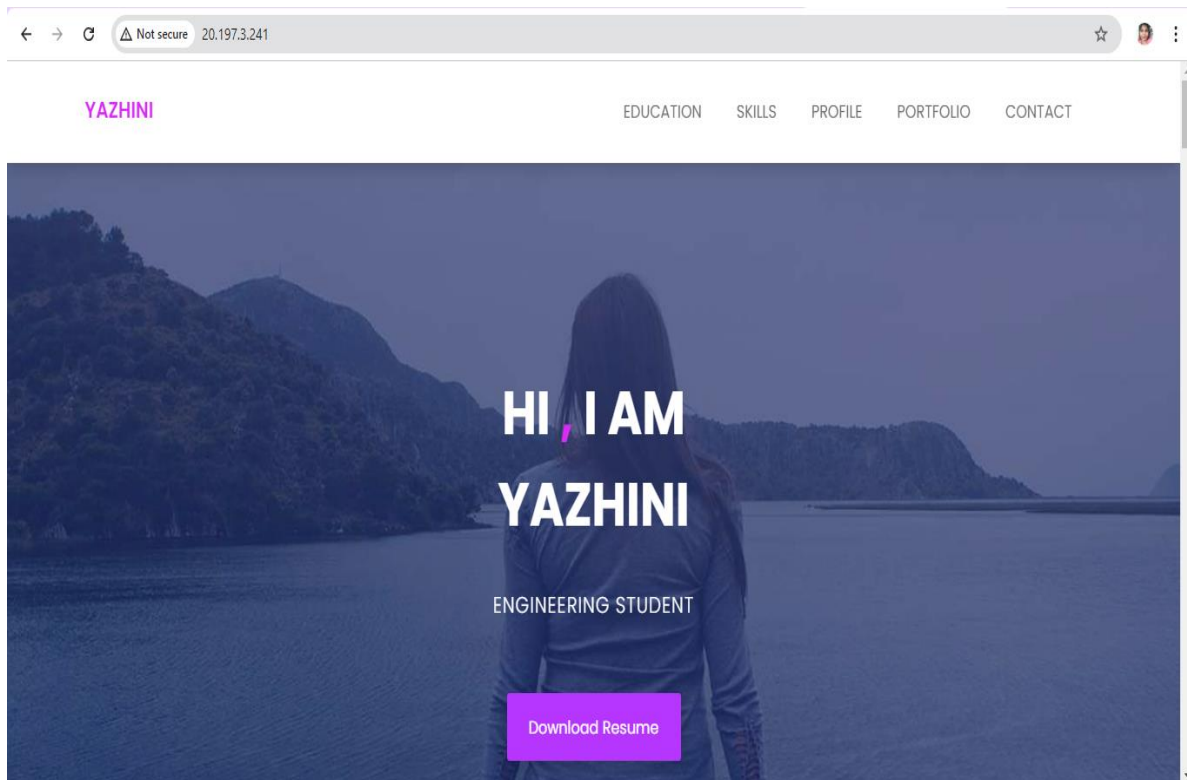 Not secure 20.197.3.241
YAZHINI
EDUCATION SKILLS PROFILE PORTFOLIO CONTACT
HI , I AM
YAZHINI
ENGINEERING STUDENT
Download Resume